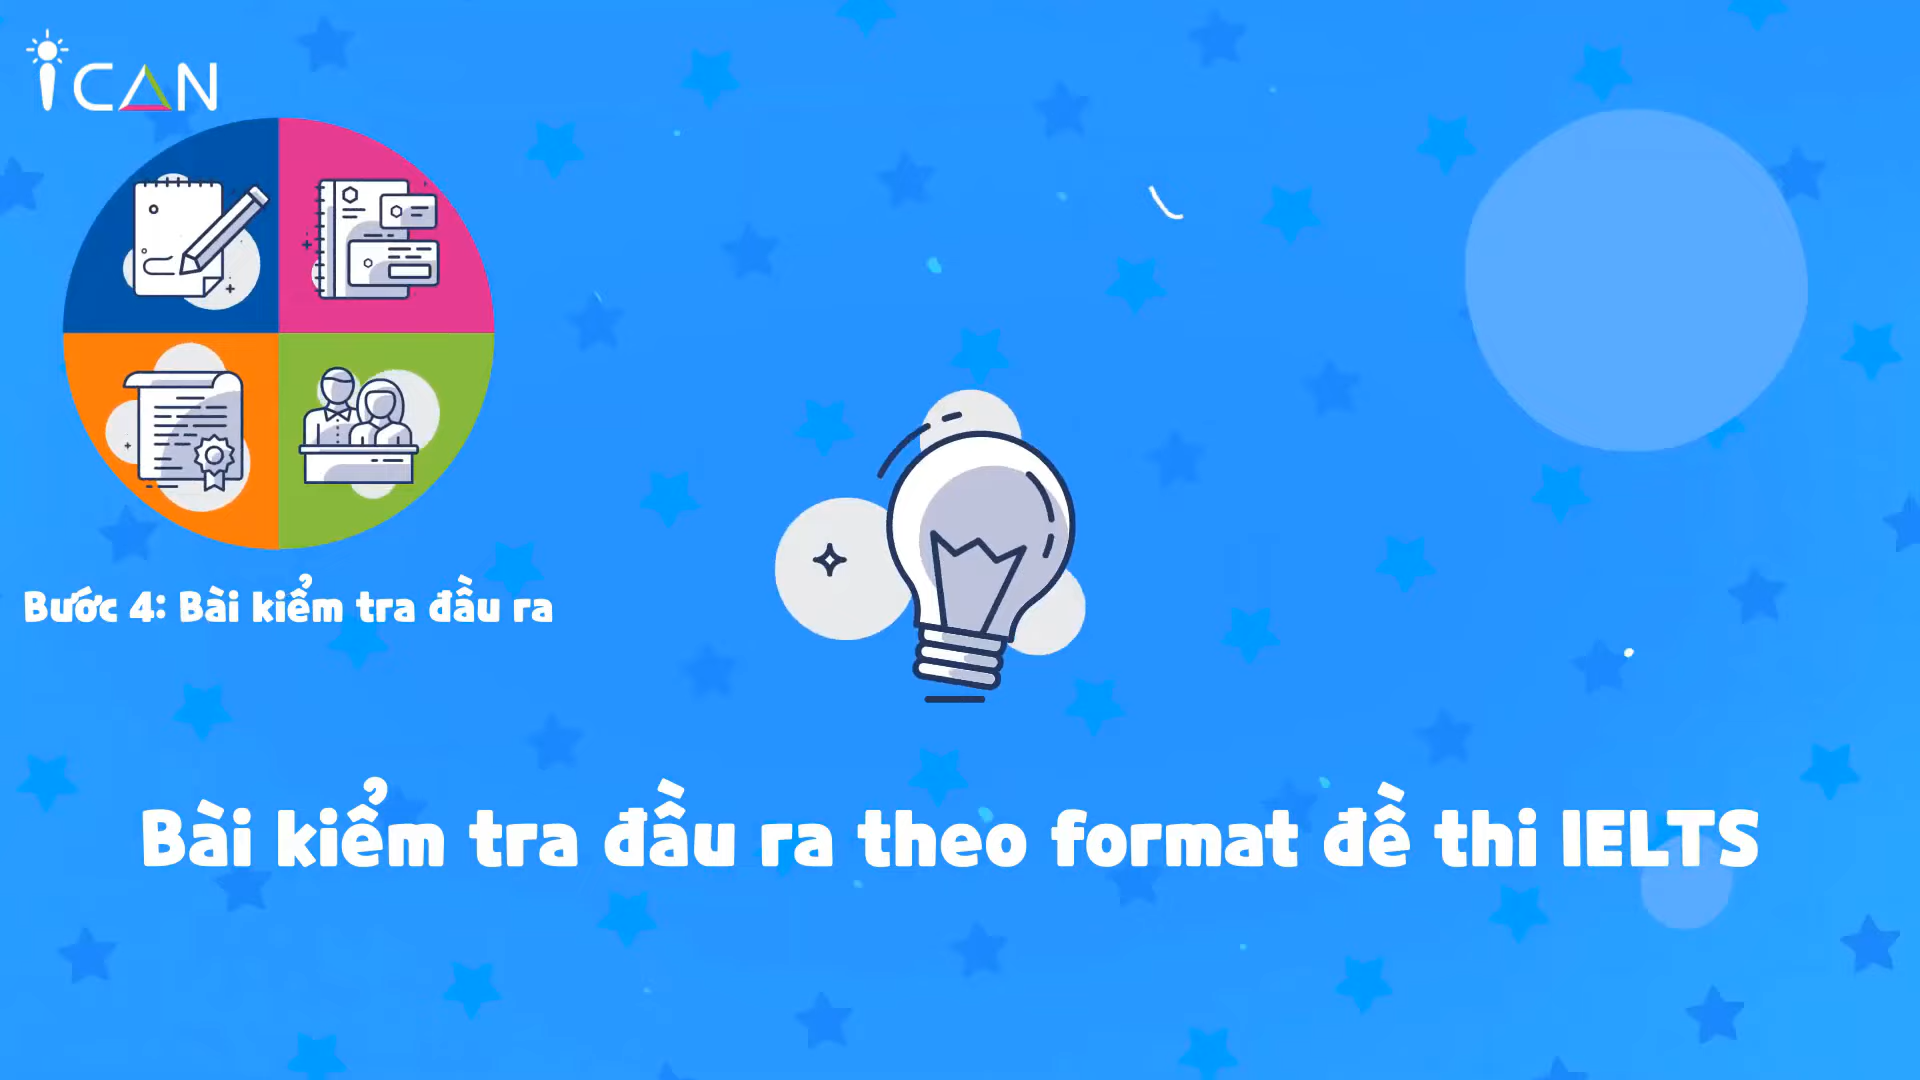 iCAN
Bước 4: Bài kiểm tra đầu ra
Bài kiểm tra đầu ra theo format đề thi IELTS